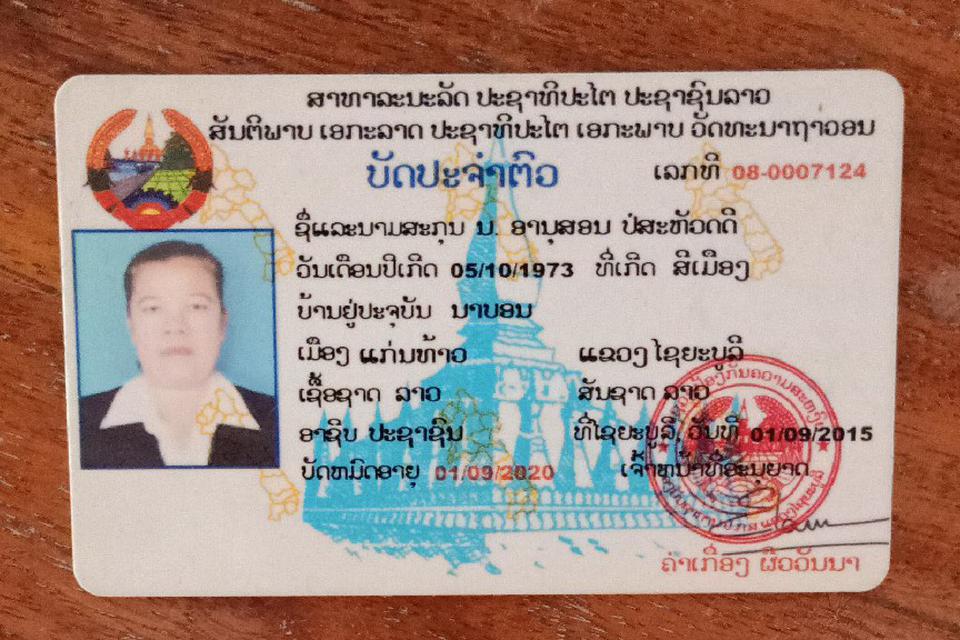 ສາທາລະນະລັດ ປະຊາທິປະໄຕ ປະຊາຊົນລາວ
ສັນຕິພາບ ເອກະລາດ ປະຊາທິປະໄຕ ເອກະພາບ ວັດທະນາຖາວອນ
ບັດປະຈຳຕົວ ເລກທີ 08-0007124
ຊື່ແລະນາມສະກຸນ ນ. ອານຸສອນ ປໍສະຫັວດດີ
ວັນເດືອນປີເກີດ 05/10/1973 ທີ່ເກີດ ສີເມືອງ
ບ້ານຢູ່ປະຈຸບັນ ນາບອນ
ເມືອງ ແກ່ນທ້າວ ແຂວງ ໄຊຍະບູລີ
ເຊື້ອຊາດ ລາວ ສັນຊາດ ລາວ
ອາຊິບ ປະຊາຊົນ ທີ່ໄຊຍະບູລີ, ວັນທີ 01/09/2015
ບັດຫມົດອາຍຸ 01/09/2020 ເຈົ້າຫນ້າທີ່ອະນຸຍາດ
ຄຳເກື່ອງ ຜິວວັນນາ